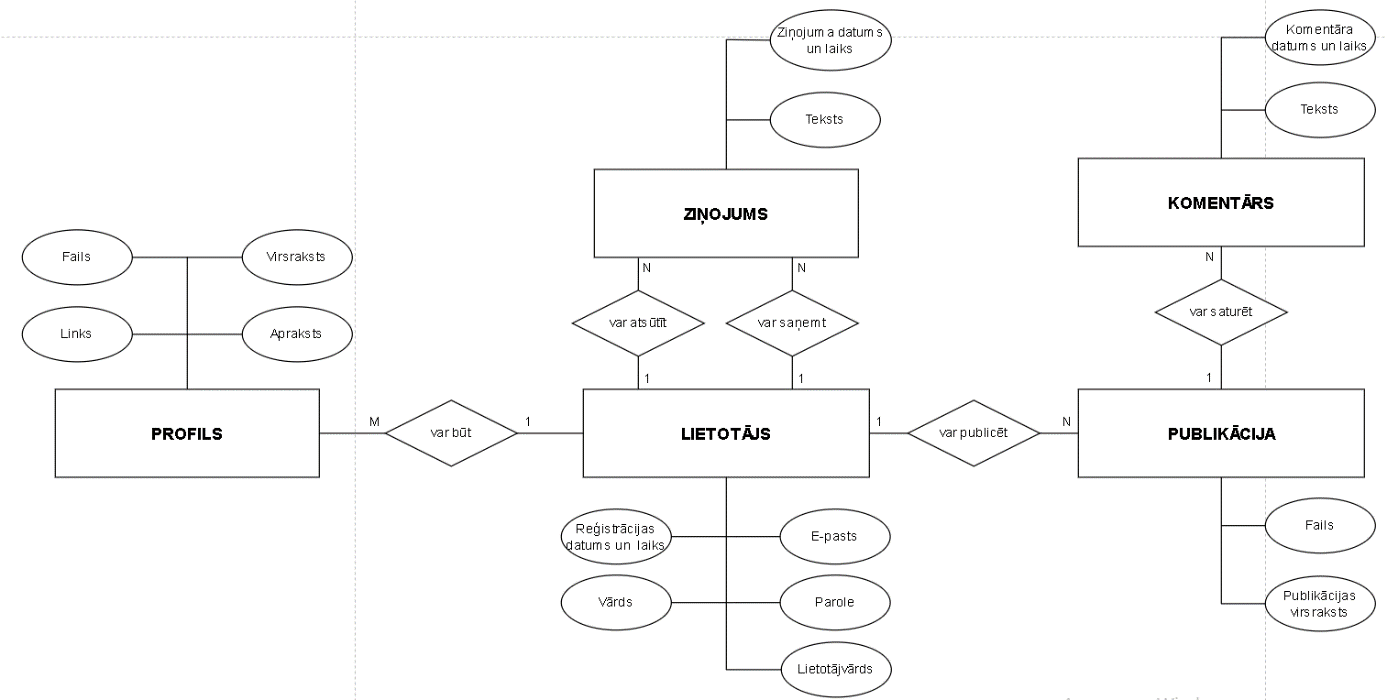 Ziņojuma datums
un laiks
Komentāra
datums un laiks
Teksts
Teksts
ZIŅOJUMS
KOMENTĀRS
Fails
Virsraksts
N
N
N
Links
Apraksts
var atsūtīt
var saņemt
var saturēt
1
1
1
PROFILS
M
var būt
1
LIETOTĀJS
1
var publicēt
N
PUBLIKĀCIJA
Reģistrācijas
datums un laiks
E-pasts
Fails
Vārds
Parole
Publikācijas
virsraksts
Lietotājvārds